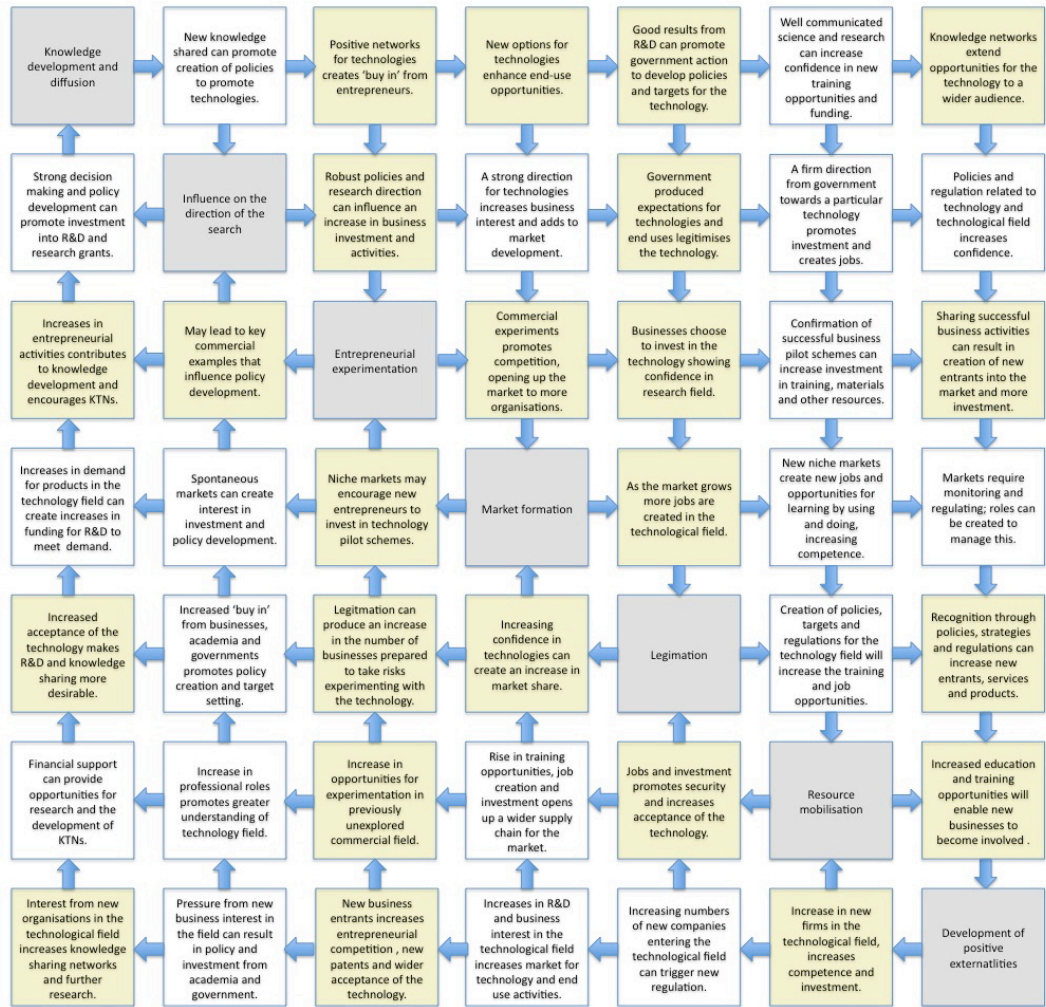 Knowledge
development and
diffusion
New knowledge
shared can promote
creation of policies
to promote
technologies.
Positive networks
for technologies
creates 'buy in' from
entrepreneurs.
New options for
technologies
enhance end-use
opportunities.
Good results from
R&D can promote
government action
to develop policies
and targets for the
technology.
Well communicated
science and research
can increase
confidence in new
training
opportunities and
funding.
Knowledge networks
extend
opportunities for the
technology to a
wider audience.
Strong decision
making and policy
development can
promote investment
into R&D and
research grants.
Influence on the
direction of the
search
Robust policies and
research direction
can influence an
increase in business
investment and
activities.
A strong direction
for technologies
increases business
interest and adds to
market
development.
Government
produced
expectations for
technologies and
end uses legitimises
the technology.
A firm direction
from government
towards a particular
technology
promotes
investment and
creates jobs.
Policies and
regulation related to
technology and
technological field
increases
confidence.
Increases in
entrepreneurial
activities contributes
to knowledge
development and
encourages KTNs.
May lead to key
commercial
examples that
influence policy
development.
Entrepreneurial
experimentation
Commercial
experiments
promotes
competition,
opening up the
market to more
organisations.
Businesses choose
to invest in the
technology showing
confidence in
research field.
Confirmation of
successful business
pilot schemes can
increase investment
in training, materials
and other resources.
Sharing successful
business activities
can result in
creation of new
entrants into the
market and more
investment.
Increases in demand
for products in the
technology field can
create increases in
funding for R&D to
meet demand.
Spontaneous
markets can create
interest in
investment and
policy development.
Niche markets may
encourage new
entrepreneurs to
invest in technology
pilot schemes.
Market formation
As the market grows
more jobs are
created in the
technological field.
New niche markets
create new jobs and
opportunities for
learning by using
and doing,
increasing
competence.
Markets require
monitoring and
regulating; roles can
be created to
manage this.
Increased
acceptance of the
technology makes
R&D and knowledge
sharing more
desirable.
Increased 'buy in'
from businesses,
academia and
governments
promotes policy
creation and target
setting.
Legitmation can
produce an increase
in the number of
businesses prepared
to take risks
experimenting with
the technology.
Increasing
confidence in
technologies can
create an increase in
market share.
Legimation
Creation of policies,
targets and
regulations for the
technology field will
increase the training
and job
opportunities.
Recognition through
policies, strategies
and regulations can
increase new
entrants, services
and products.
Financial support
can provide
opportunities for
research and the
development of
KTNs.
Increase in
professional roles
promotes greater
understanding of
technology field.
Increase in
opportunities for
experimentation in
previously
unexplored
commercial field.
Rise in training
opportunities, job
creation and
investment opens
up a wider supply
chain for the
market.
Jobs and investment
promotes security
and increases
acceptance of the
technology.
Resource
mobilisation
Increased education
and training
opportunities will
enable new
businesses to
become involved .
Interest from new
organisations in the
technological field
increases knowledge
sharing networks
and further
research.
Pressure from new
business interest in
the field can result
in policy and
investment from
academia and
government.
New business
entrants increases
entrepreneurial
competition , new
patents and wider
acceptance of the
technology.
Increases in R&D
and business
interest in the
technological field
increases market for
technology and end
use activities.
Increasing numbers
of new companies
entering the
technological field
can trigger new
regulation.
Increase in new
firms in the
technological field,
increases
competence and
investment.
Development of
positive
externatlities